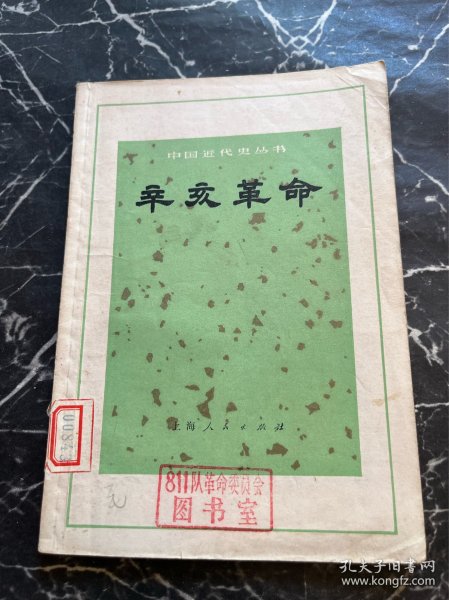 中国近代史丛书
辛亥革命
上海人民出版社
811队革命委员会
图书室
孔夫子旧书网
www.kongfz.com